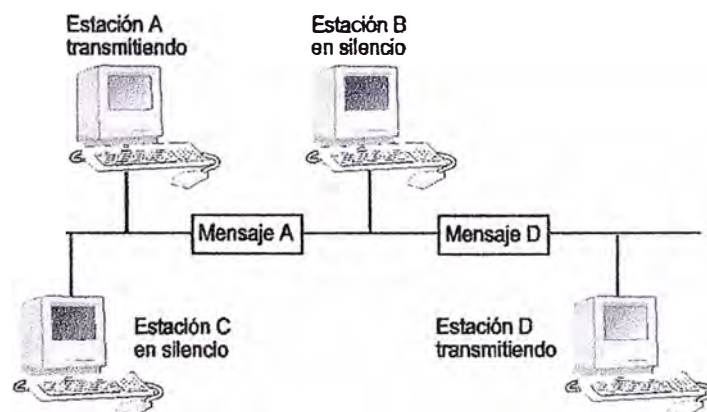 Estación A
transmitiendo
Estación B
en silencio
Mensaje A
Mensaje D
Estación C
en silencio
Estación D
transmitiendo